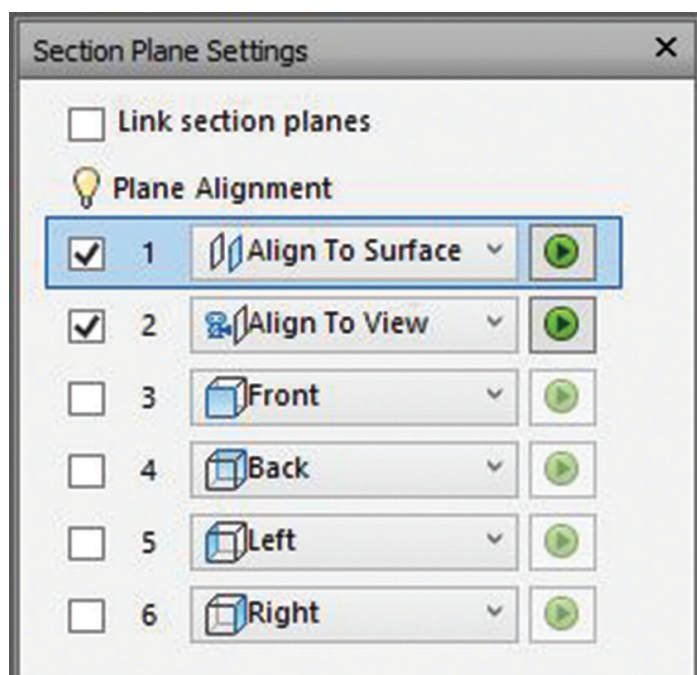 Section Plane Settings
Link section planes
Plane Alignment
1 Align To Surface
2 Align To View
3 Front
4 Back
5 Left
6 Right